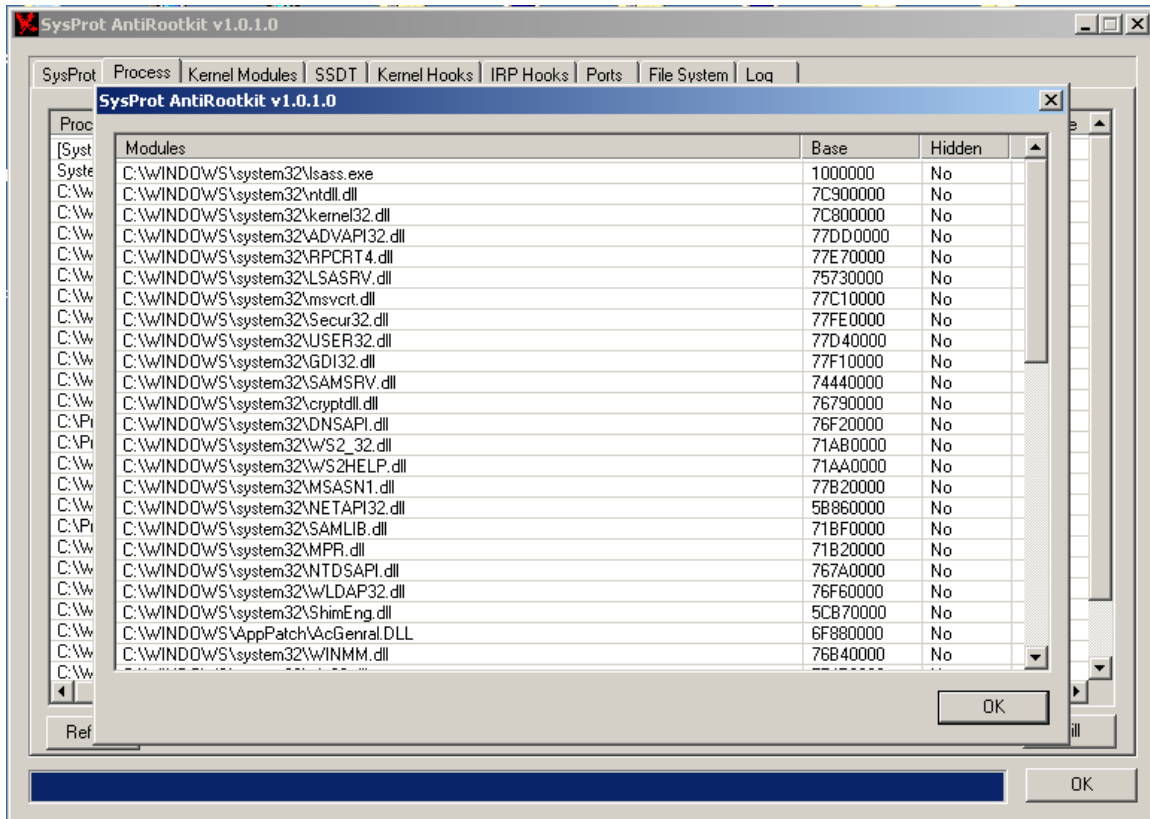 SysProt AntiRootkit v1.0.1.0
SysProt Process Kernel Modules SSDT Kernel Hooks IRP Hooks Ports File System Log
SysProt AntiRootkit v1.0.1.0
Proc
[Syst
Syste
C:\W
C:\W
C:\W
C:\W
C:\W
C:\W
C:\W
C:\W
C:\W
C:\W
C:\W
C:\P
C:\P
C:\W
C:\W
C:\W
C:\P
C:\W
C:\W
C:\W
C:\W
C:\W
C:\W
C:\W
Modules Base Hidden
C:\WINDOWS\system32\lsass.exe 1000000 No
C:\WINDOWS\system32\ntdll.dll 7C900000 No
C:\WINDOWS\system32\kernel32.dll 7C800000 No
C:\WINDOWS\system32\ADVAPI32.dll 77DD0000 No
C:\WINDOWS\system32\RPCRT4.dll 77E70000 No
C:\WINDOWS\system32\LSASRV.dll 75730000 No
C:\WINDOWS\system32\msvcrt.dll 77C10000 No
C:\WINDOWS\system32\Secur32.dll 77FE0000 No
C:\WINDOWS\system32\USER32.dll 77D40000 No
C:\WINDOWS\system32\GDI32.dll 77F10000 No
C:\WINDOWS\system32\SAMSRV.dll 74440000 No
C:\WINDOWS\system32\cryptdll.dll 76790000 No
C:\WINDOWS\system32\DNSAPI.dll 76F20000 No
C:\WINDOWS\system32\WS2_32.dll 71AB0000 No
C:\WINDOWS\system32\WS2HELP.dll 71AA0000 No
C:\WINDOWS\system32\MSASN1.dll 77B20000 No
C:\WINDOWS\system32\NETAPI32.dll 5B860000 No
C:\WINDOWS\system32\SAMLIB.dll 71BF0000 No
C:\WINDOWS\system32\MPR.dll 71B20000 No
C:\WINDOWS\system32\NTDSAPI.dll 767A0000 No
C:\WINDOWS\system32\WLDAP32.dll 76F60000 No
C:\WINDOWS\system32\ShimEng.dll 5CB70000 No
C:\WINDOWS\AppPatch\AcGenral.DLL 6F880000 No
C:\WINDOWS\system32\WINMM.dll 76B40000 No
OK
Ref
ill
OK